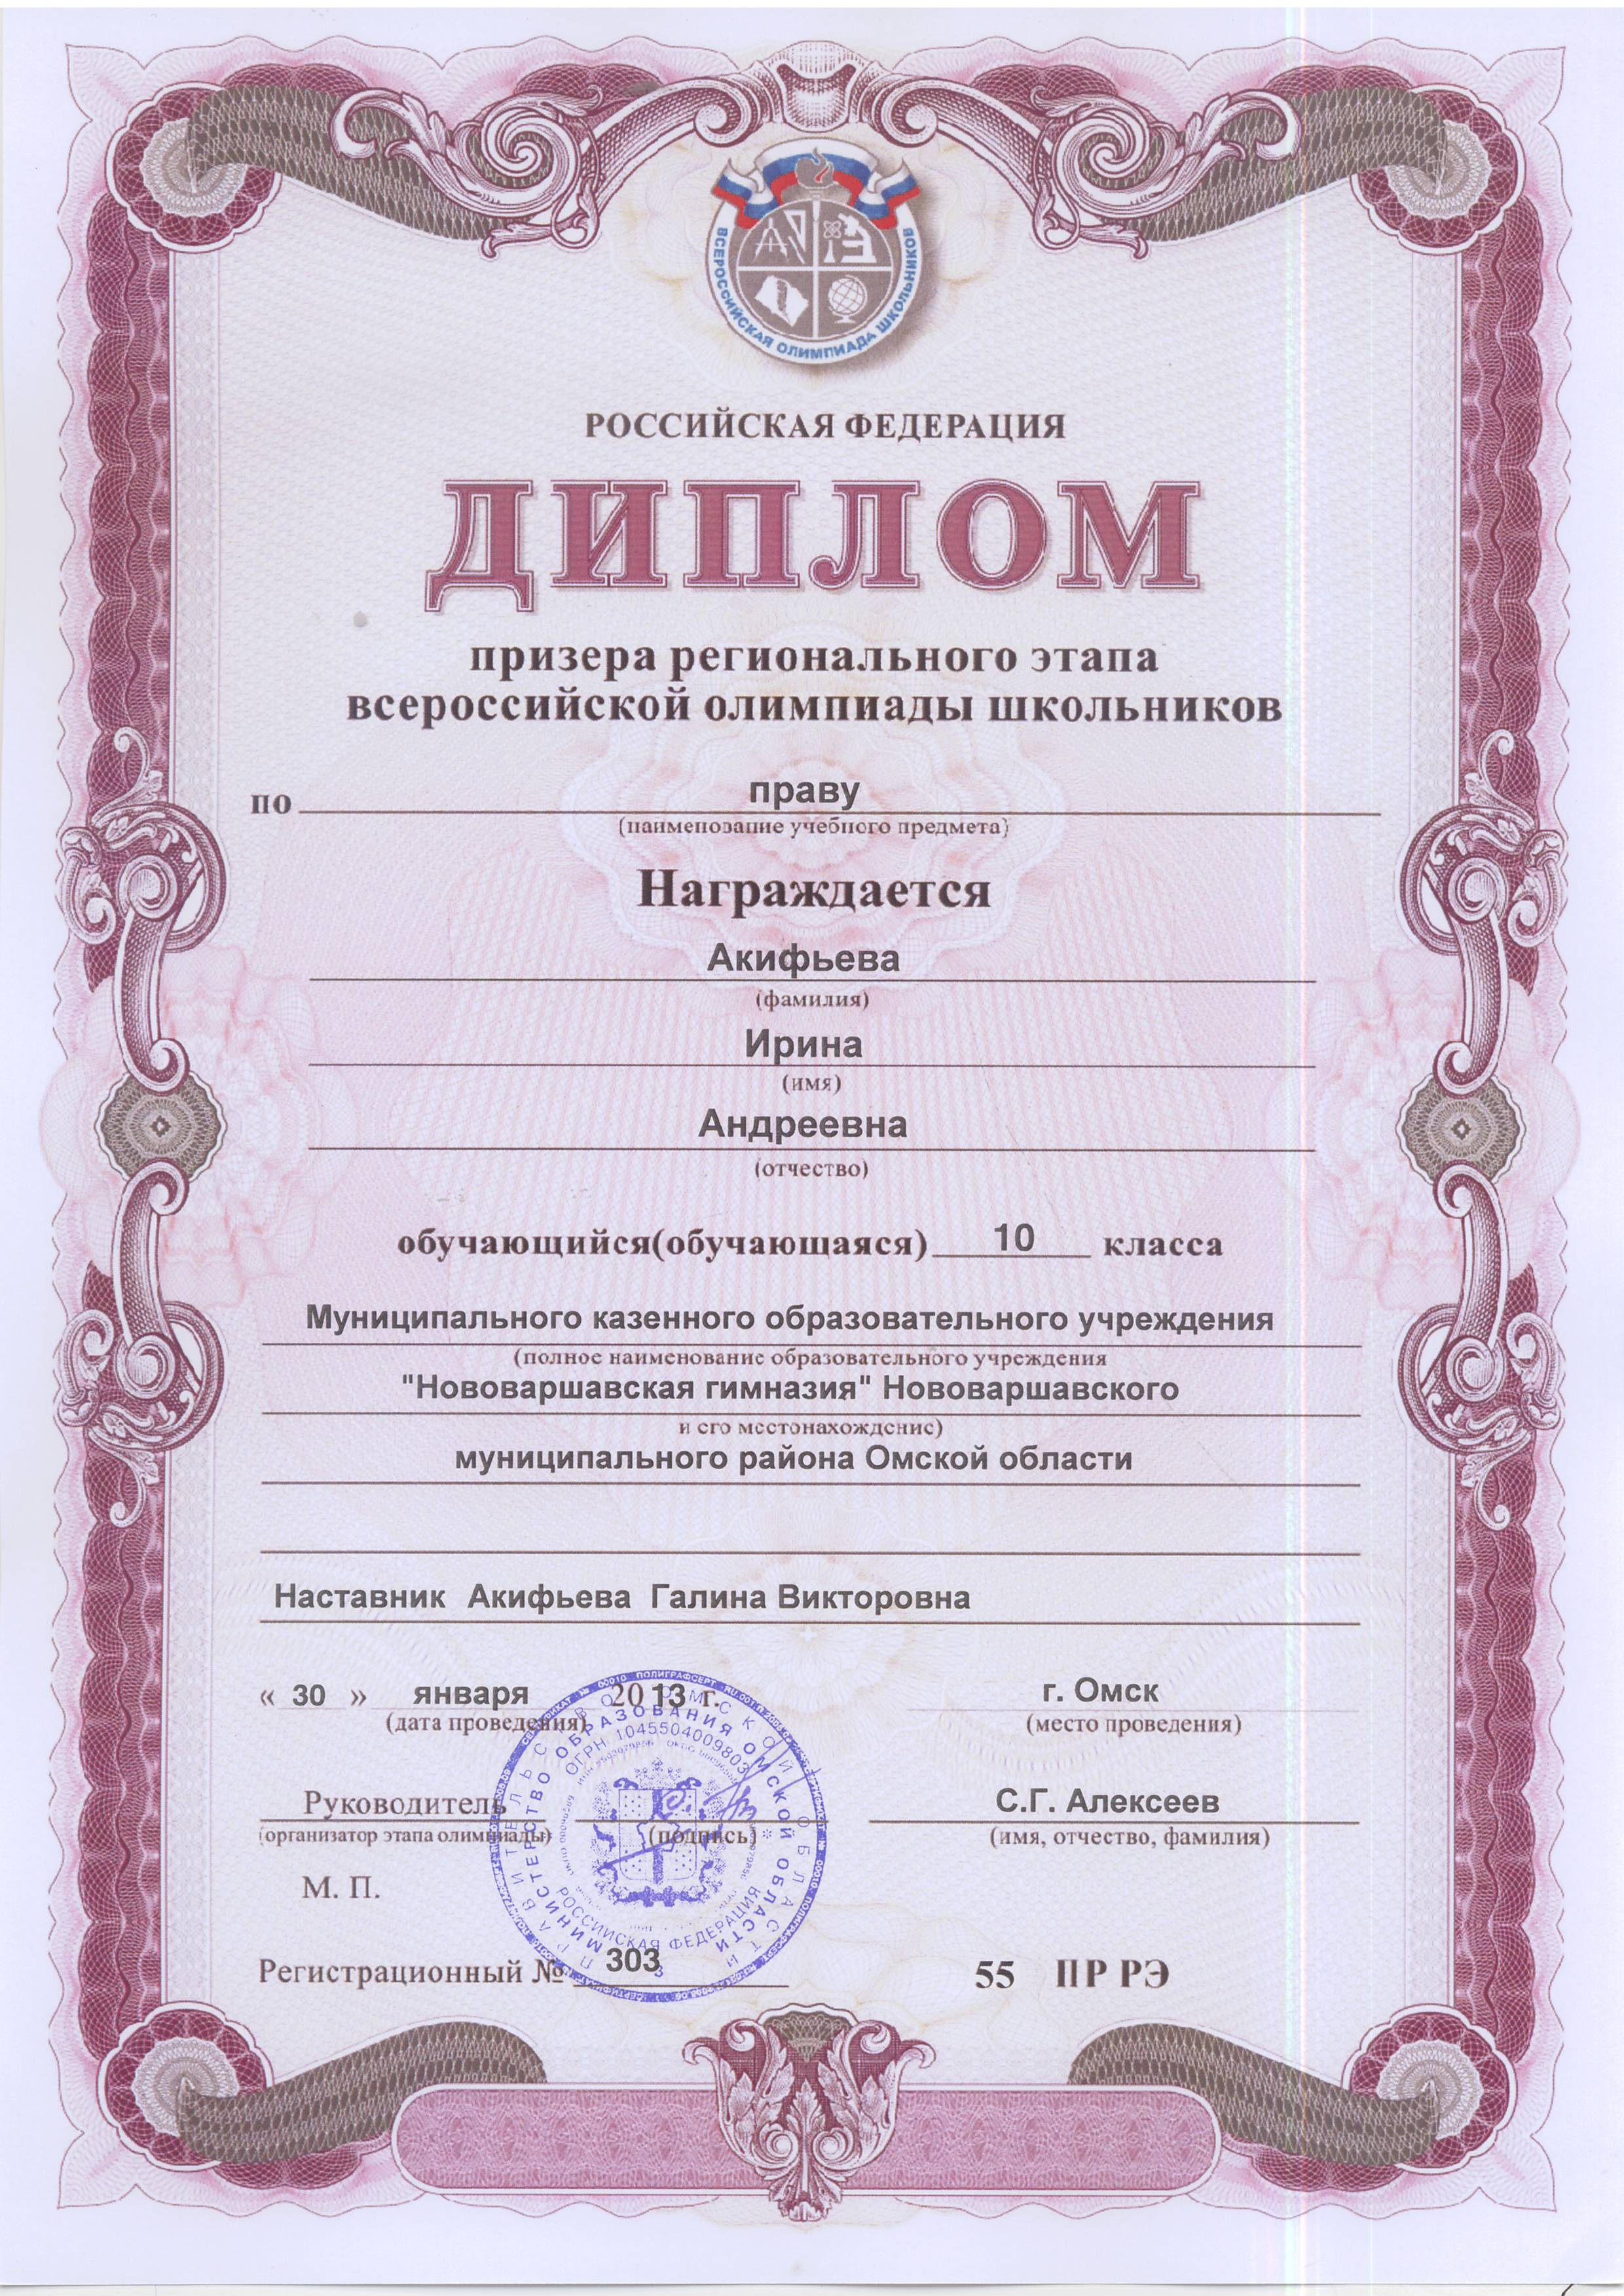 ВСЕРОССИЙСКАЯ ОЛИМПИАДА ШКОЛЬНИКОВ
РОССИЙСКАЯ ФЕДЕРАЦИЯ
ДИПЛОМ
призера регионального этапа
всероссийской олимпиады школьников
по праву
(наименование учебного предмета)
Награждается
Акифьева
(фамилия)
Ирина
(имя)
Андреевна
(отчество)
обучающийся(обучающаяся) 10 класса
Муниципального казенного образовательного учреждения
(полное наименование образовательного учреждения
"Нововаршавская гимназия" Нововаршавского
и его местонахождение)
муниципального района Омской области
Наставник Акифьева Галина Викторовна
« 30 » января 2013 г. г. Омск
(дата проведения) (место проведения)
Руководитель С.Г. Алексеев
(организатор этапа олимпиады) (подпись) (имя, отчество, фамилия)
М. П.
ПРАВИТЕЛЬСТВО ОМСКОЙ ОБЛАСТИ
МИНИСТЕРСТВО ОБРАЗОВАНИЯ ОМСКОЙ ОБЛАСТИ
ОГРН 1045504009803
РОССИЙСКАЯ ФЕДЕРАЦИЯ
Регистрационный № 303 55 ПР РЭ